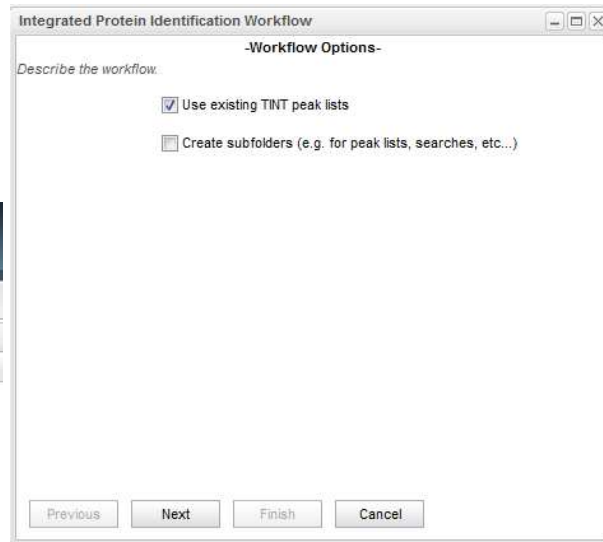 Integrated Protein Identification Workflow
-Workflow Options-
Describe the workflow.
Use existing TINT peak lists
Create subfolders (e.g. for peak lists, searches, etc...)
Previous Next Finish Cancel